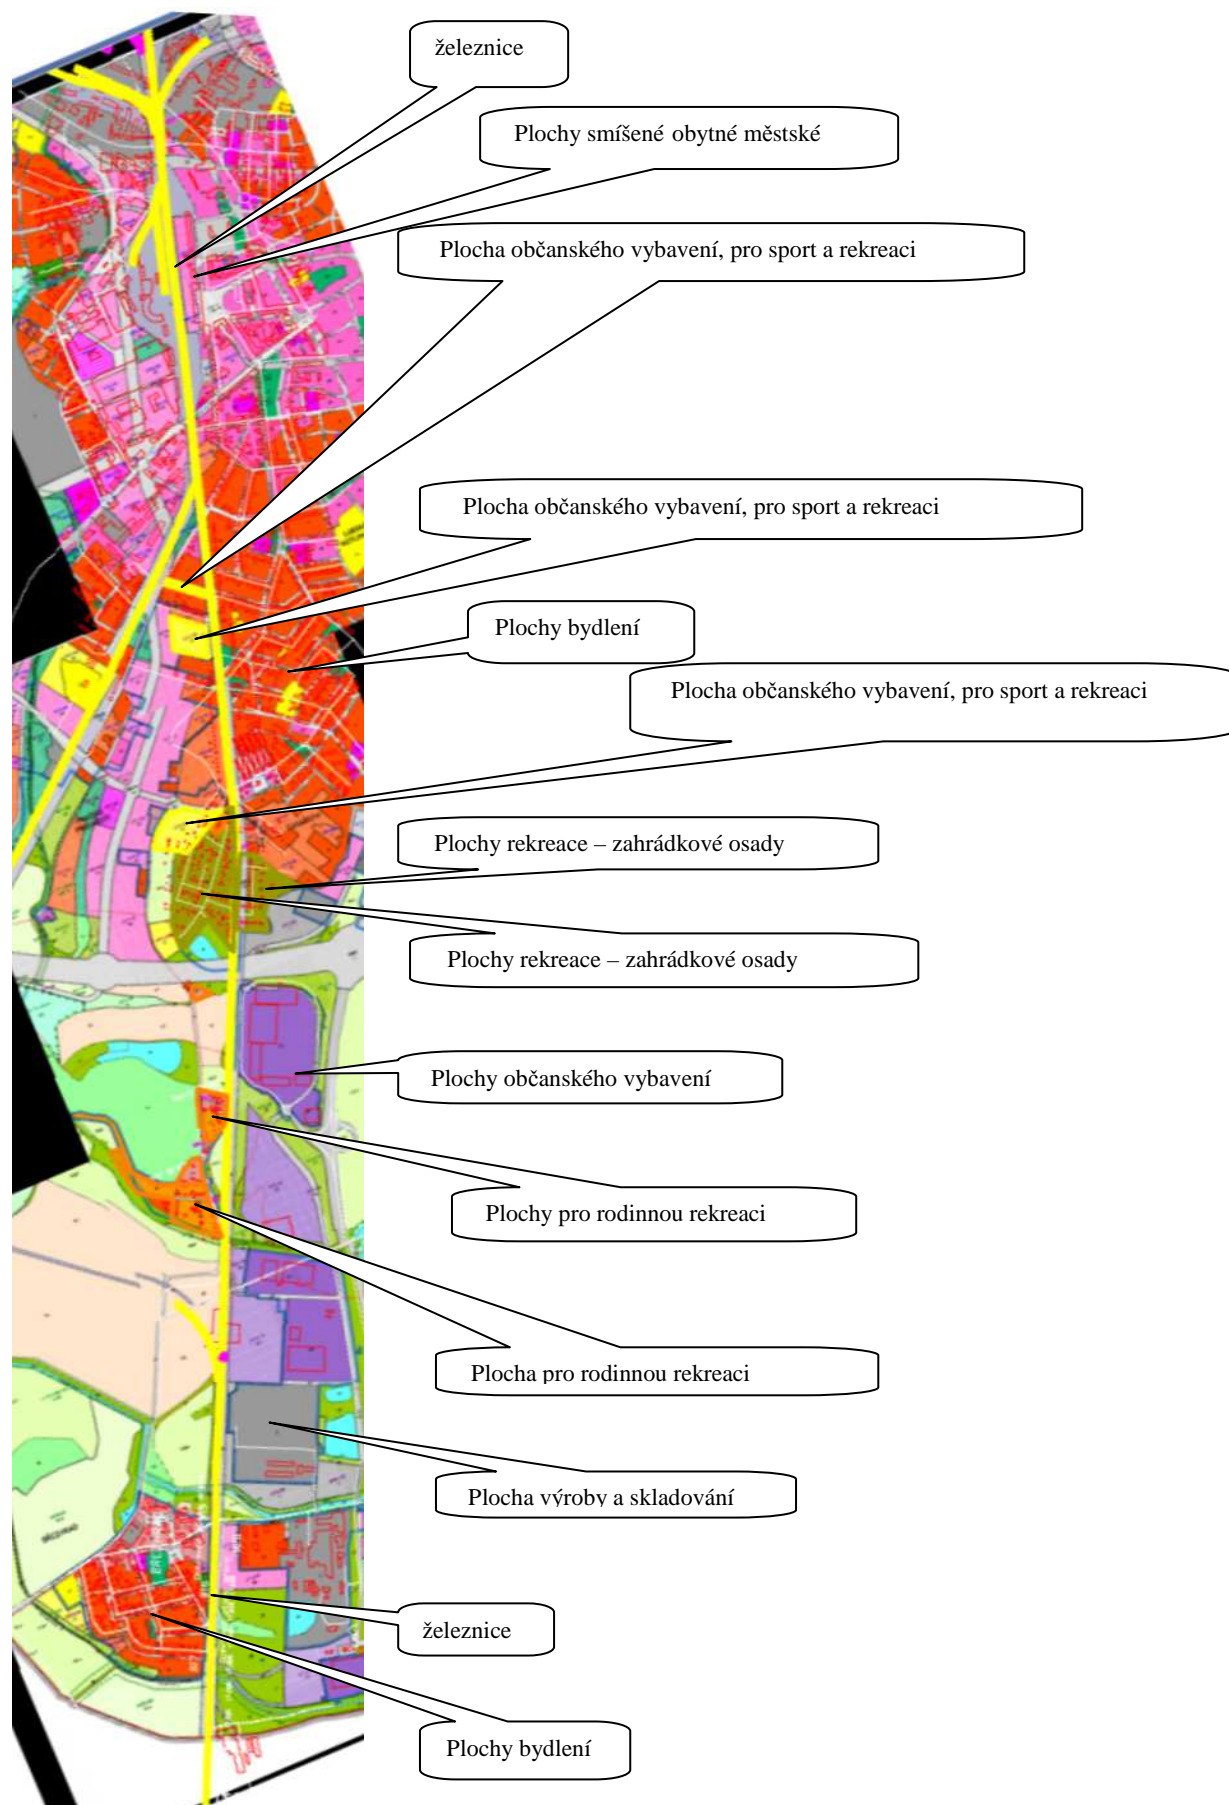 železnice
Plochy smíšené obytné městské
Plocha občanského vybavení, pro sport a rekreaci
Plocha občanského vybavení, pro sport a rekreaci
Plochy bydlení
Plocha občanského vybavení, pro sport a rekreaci
Plochy rekreace – zahrádkové osady
Plochy rekreace – zahrádkové osady
Plochy občanského vybavení
Plochy pro rodinnou rekreaci
Plocha pro rodinnou rekreaci
Plocha výroby a skladování
železnice
Plochy bydlení